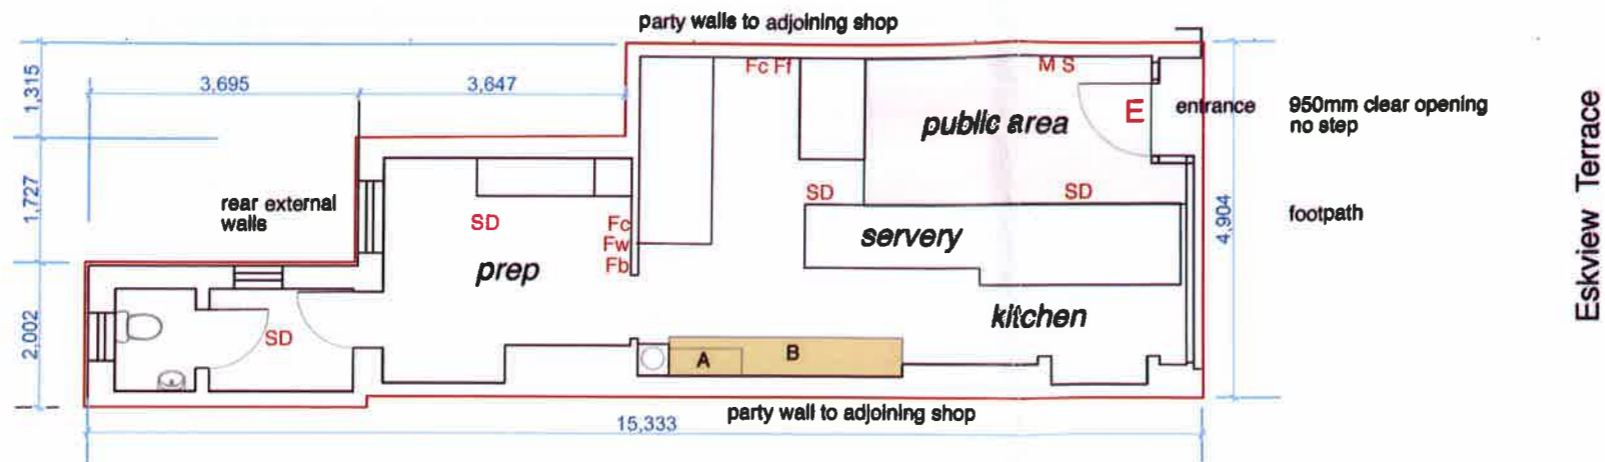 party walls to adjoining shop
1,315
3,695
3,647
Fc Ff
M S
public area
E
entrance
950mm clear opening
no step
Eskview Terrace
1,727
rear external
walls
SD
Fc
Fw
Fb
SD
SD
servery
4,904
footpath
prep
kitchen
2,002
SD
A
B
party wall to adjoining shop
15,333